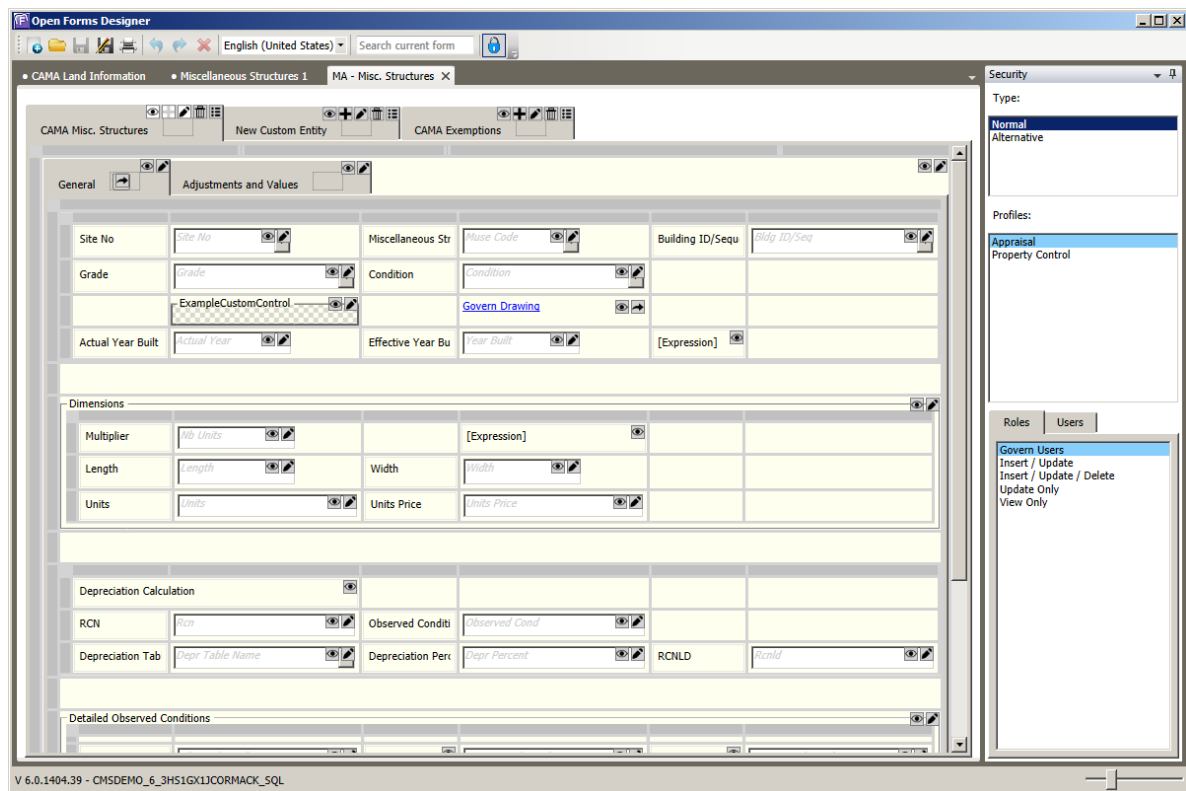 Open Forms Designer
English (United States)
Search current form
• CAMA Land Information
• Miscellaneous Structures 1
MA - Misc. Structures X
CAMA Misc. Structures
New Custom Entity
CAMA Exemptions
General
Adjustments and Values
Site No
Site No
Miscellaneous Str
Muse Code
Building ID/Sequ
Bldg ID/Seq
Grade
Grade
Condition
Condition
ExampleCustomControl
Govern Drawing
Actual Year Built
Actual Year
Effective Year Bu
Year Built
[Expression]
Dimensions
Multiplier
Nb Units
[Expression]
Length
Length
Width
Width
Units
Units
Units Price
Units Price
Depreciation Calculation
RCN
Rcn
Observed Conditi
Observed Cond
Depreciation Tab
Depr Table Name
Depreciation Perc
Depr Percent
RCNLD
Rcnld
Detailed Observed Conditions
Security
Type:
Normal
Alternative
Profiles:
Appraisal
Property Control
Roles
Users
Govern Users
Insert / Update
Insert / Update / Delete
Update Only
View Only
V 6.0.1404.39 - CMSDEMO_6_3HS1GX1JCORMACK_SQL